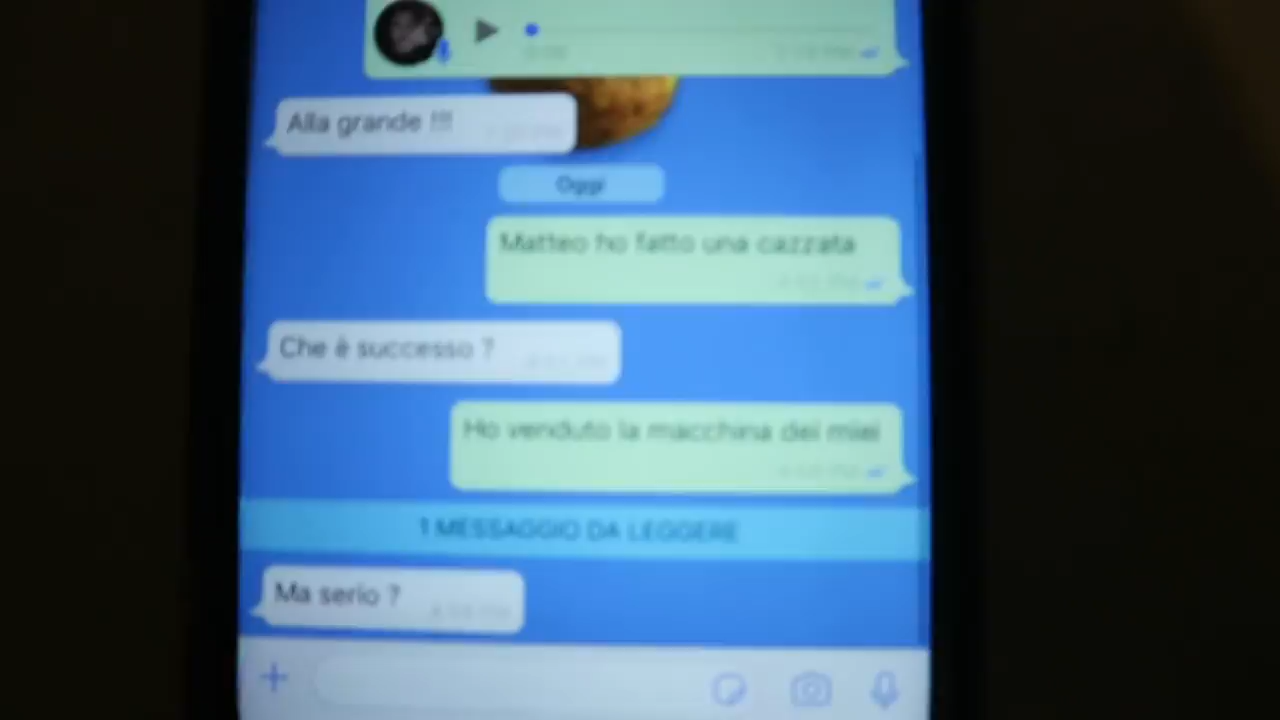 Alla grande !!!
Oggi
Matteo ho fatto una cazzata
Che è successo ?
Ho venduto la macchina dei miei
1 MESSAGGIO DA LEGGERE
Ma serio ?